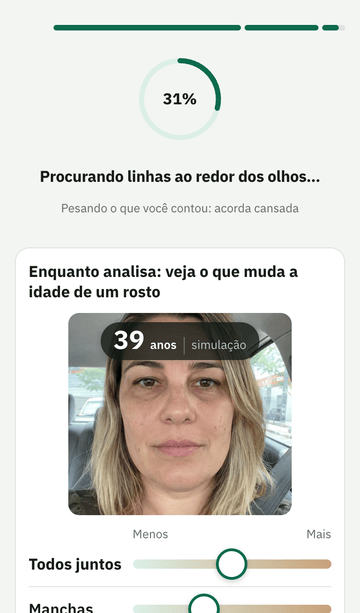 31%
Procurando linhas ao redor dos olhos...
Pesando o que você contou: acorda cansada
Enquanto analisa: veja o que muda a
idade de um rosto
39 anos | simulação
Menos Mais
Todos juntos
Manchas